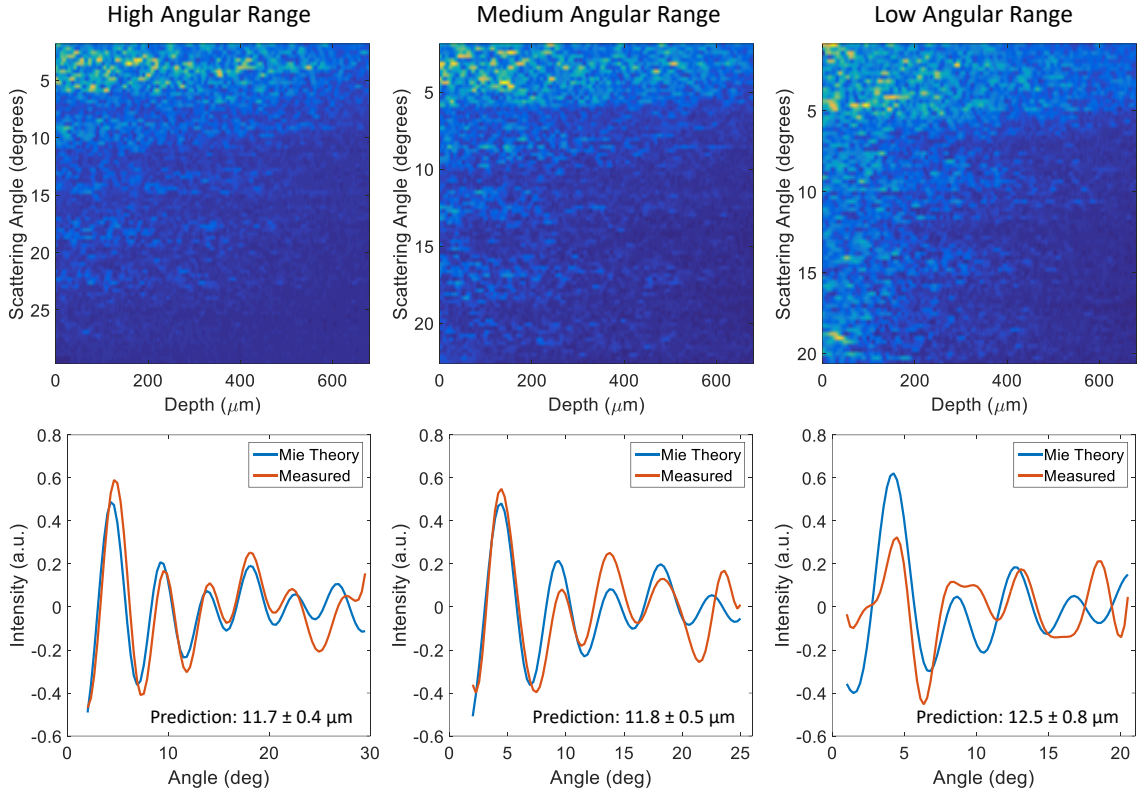 High Angular Range
Medium Angular Range
Low Angular Range
Scattering Angle (degrees)
5
10
15
20
25
0
200
400
600
Depth (μm)
Scattering Angle (degrees)
5
10
15
20
0
200
400
600
Depth (μm)
Scattering Angle (degrees)
5
10
15
20
0
200
400
600
Depth (μm)
Intensity (a.u.)
0.8
0.6
0.4
0.2
0
-0.2
-0.4
-0.6
Mie Theory
Measured
Prediction: 11.7 ± 0.4 μm
0
10
20
30
Angle (deg)
Intensity (a.u.)
0.8
0.6
0.4
0.2
0
-0.2
-0.4
-0.6
Mie Theory
Measured
Prediction: 11.8 ± 0.5 μm
0
5
10
15
20
25
Angle (deg)
Intensity (a.u.)
0.8
0.6
0.4
0.2
0
-0.2
-0.4
-0.6
Mie Theory
Measured
Prediction: 12.5 ± 0.8 μm
0
5
10
15
20
Angle (deg)